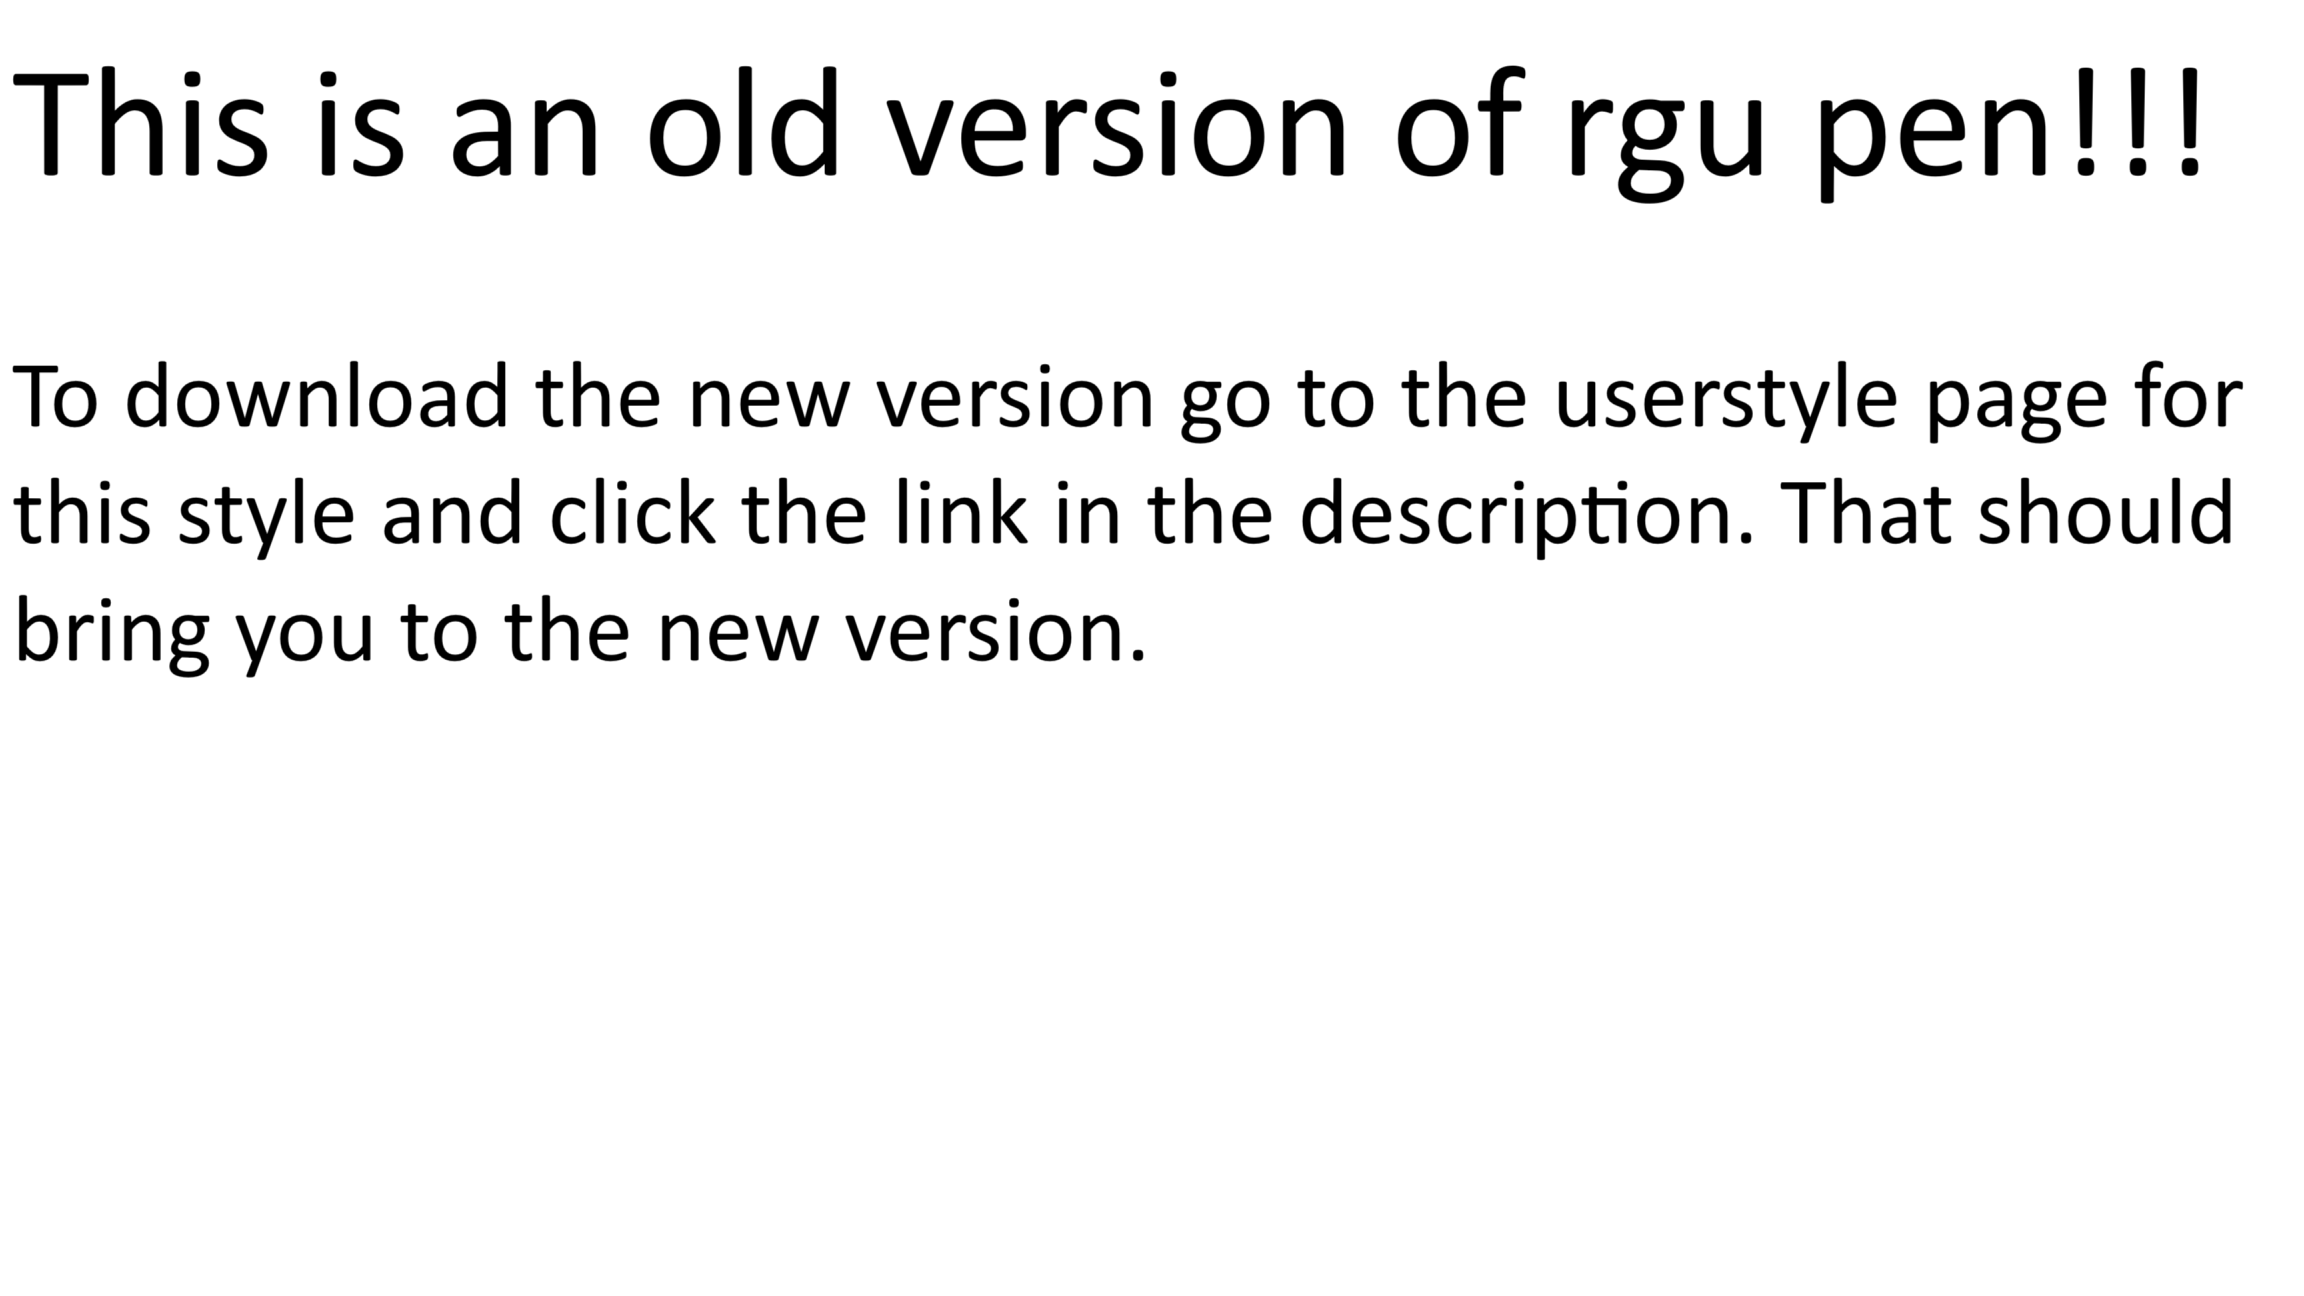 This is an old version of rgu pen!!!
To download the new version go to the userstyle page for
this style and click the link in the description. That should
bring you to the new version.